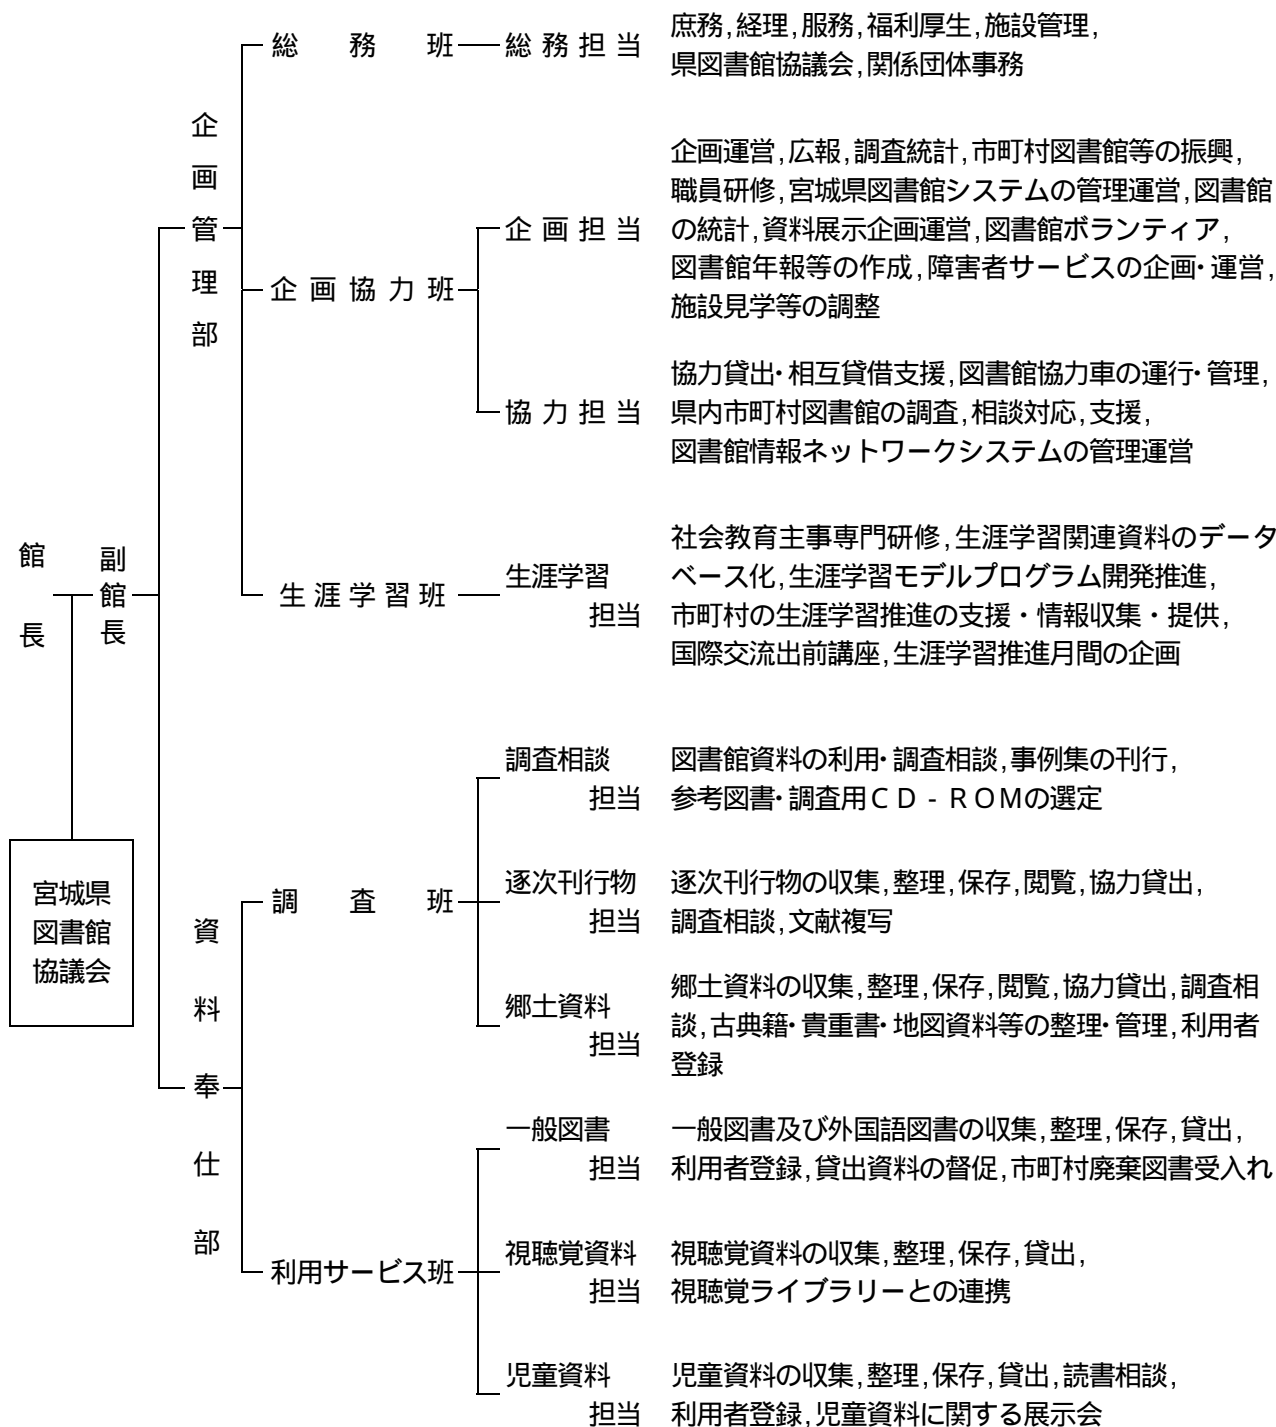 館長
副館長
宮城県
図書館
協議会
企画管理部
総務班
総務担当
庶務,経理,服務,福利厚生,施設管理,
県図書館協議会,関係団体事務
企画協力班
企画担当
企画運営,広報,調査統計,市町村図書館等の振興,
職員研修,宮城県図書館システムの管理運営,図書館
の統計,資料展示企画運営,図書館ボランティア,
図書館年報等の作成,障害者サービスの企画・運営,
施設見学等の調整
協力担当
協力貸出・相互貸借支援,図書館協力車の運行・管理,
県内市町村図書館の調査,相談対応,支援,
図書館情報ネットワークシステムの管理運営
生涯学習班
生涯学習
担当
社会教育主事専門研修,生涯学習関連資料のデータ
ベース化,生涯学習モデルプログラム開発推進,
市町村の生涯学習推進の支援・情報収集・提供,
国際交流出前講座,生涯学習推進月間の企画
資料奉仕部
調査班
調査相談
担当
図書館資料の利用・調査相談,事例集の刊行,
参考図書・調査用CD-ROMの選定
逐次刊行物
担当
逐次刊行物の収集,整理,保存,閲覧,協力貸出,
調査相談,文献複写
郷土資料
担当
郷土資料の収集,整理,保存,閲覧,協力貸出,調査相
談,古典籍・貴重書・地図資料等の整理・管理,利用者
登録
利用サービス班
一般図書
担当
一般図書及び外国語図書の収集,整理,保存,貸出,
利用者登録,貸出資料の督促,市町村廃棄図書受入れ
視聴覚資料
担当
視聴覚資料の収集,整理,保存,貸出,
視聴覚ライブラリーとの連携
児童資料
担当
児童資料の収集,整理,保存,貸出,読書相談,
利用者登録,児童資料に関する展示会